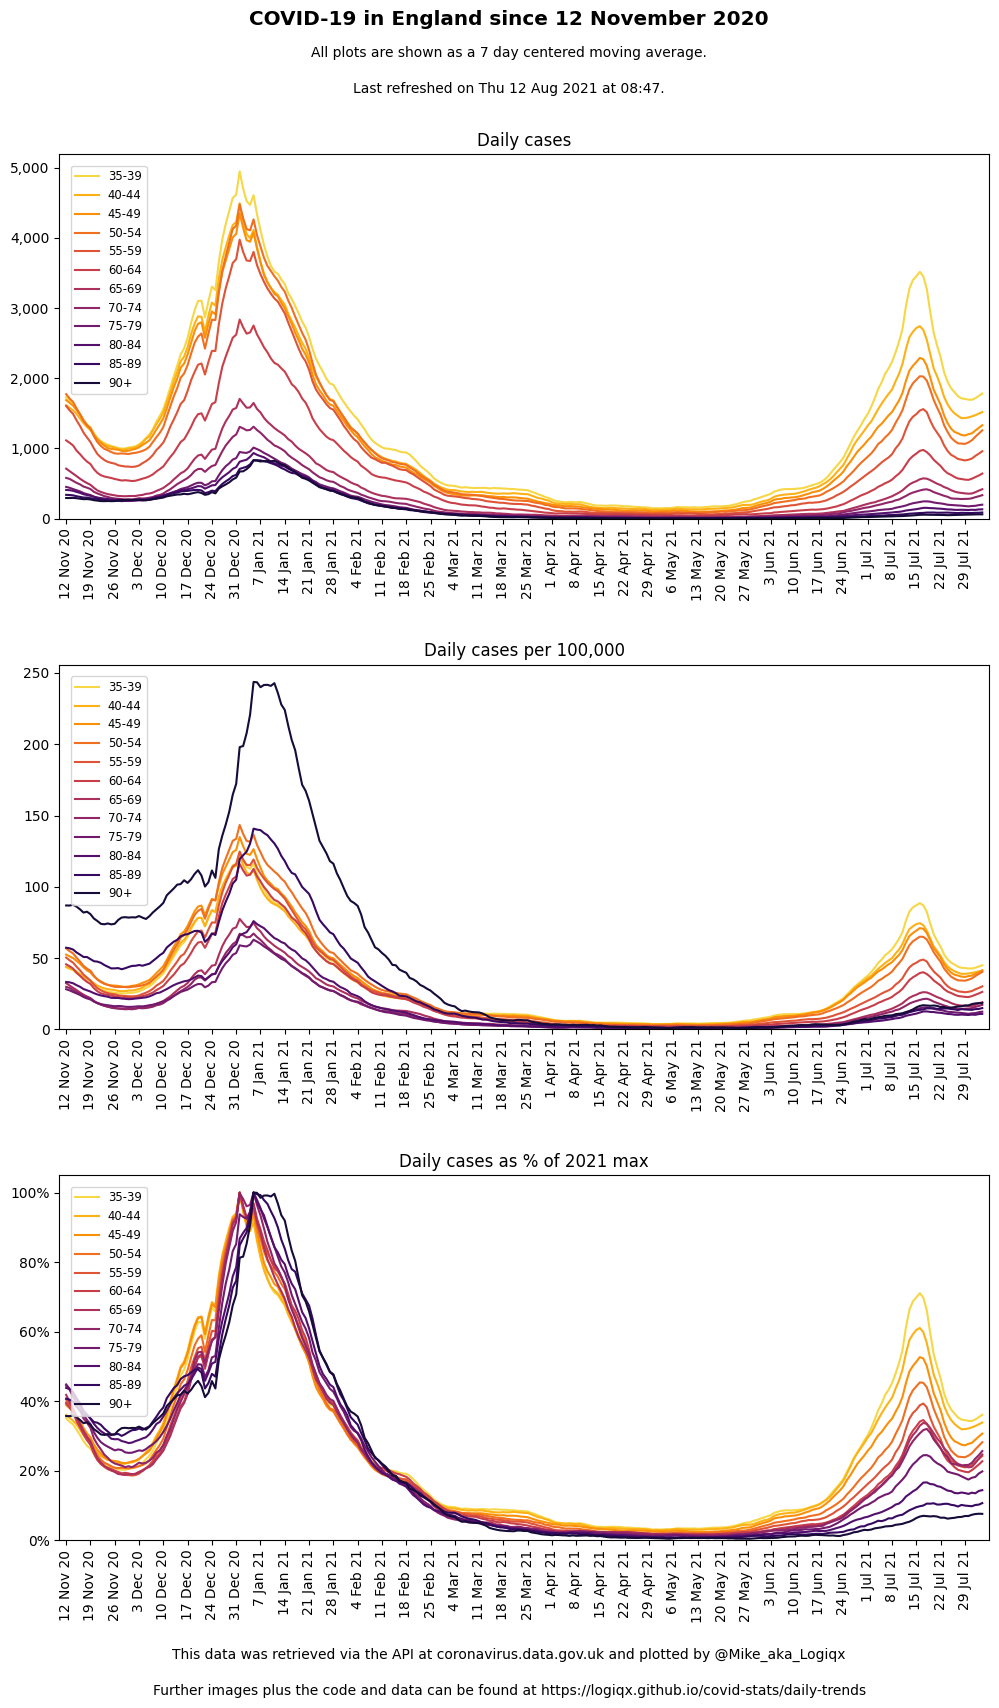 COVID-19 in England since 12 November 2020
All plots are shown as a 7 day centered moving average.
Last refreshed on Thu 12 Aug 2021 at 08:47.
Daily cases
5,000
4,000
3,000
2,000
1,000
0
35-39
40-44
45-49
50-54
55-59
60-64
65-69
70-74
75-79
80-84
85-89
90+
12 Nov 20
19 Nov 20
26 Nov 20
3 Dec 20
10 Dec 20
17 Dec 20
24 Dec 20
31 Dec 20
7 Jan 21
14 Jan 21
21 Jan 21
28 Jan 21
4 Feb 21
11 Feb 21
18 Feb 21
25 Feb 21
4 Mar 21
11 Mar 21
18 Mar 21
25 Mar 21
1 Apr 21
8 Apr 21
15 Apr 21
22 Apr 21
29 Apr 21
6 May 21
13 May 21
20 May 21
27 May 21
3 Jun 21
10 Jun 21
17 Jun 21
24 Jun 21
1 Jul 21
8 Jul 21
15 Jul 21
22 Jul 21
29 Jul 21
Daily cases per 100,000
250
200
150
100
50
0
35-39
40-44
45-49
50-54
55-59
60-64
65-69
70-74
75-79
80-84
85-89
90+
12 Nov 20
19 Nov 20
26 Nov 20
3 Dec 20
10 Dec 20
17 Dec 20
24 Dec 20
31 Dec 20
7 Jan 21
14 Jan 21
21 Jan 21
28 Jan 21
4 Feb 21
11 Feb 21
18 Feb 21
25 Feb 21
4 Mar 21
11 Mar 21
18 Mar 21
25 Mar 21
1 Apr 21
8 Apr 21
15 Apr 21
22 Apr 21
29 Apr 21
6 May 21
13 May 21
20 May 21
27 May 21
3 Jun 21
10 Jun 21
17 Jun 21
24 Jun 21
1 Jul 21
8 Jul 21
15 Jul 21
22 Jul 21
29 Jul 21
Daily cases as % of 2021 max
100%
80%
60%
40%
20%
0%
35-39
40-44
45-49
50-54
55-59
60-64
65-69
70-74
75-79
80-84
85-89
90+
12 Nov 20
19 Nov 20
26 Nov 20
3 Dec 20
10 Dec 20
17 Dec 20
24 Dec 20
31 Dec 20
7 Jan 21
14 Jan 21
21 Jan 21
28 Jan 21
4 Feb 21
11 Feb 21
18 Feb 21
25 Feb 21
4 Mar 21
11 Mar 21
18 Mar 21
25 Mar 21
1 Apr 21
8 Apr 21
15 Apr 21
22 Apr 21
29 Apr 21
6 May 21
13 May 21
20 May 21
27 May 21
3 Jun 21
10 Jun 21
17 Jun 21
24 Jun 21
1 Jul 21
8 Jul 21
15 Jul 21
22 Jul 21
29 Jul 21
This data was retrieved via the API at coronavirus.data.gov.uk and plotted by @Mike_aka_Logiqx
Further images plus the code and data can be found at https://logiqx.github.io/covid-stats/daily-trends